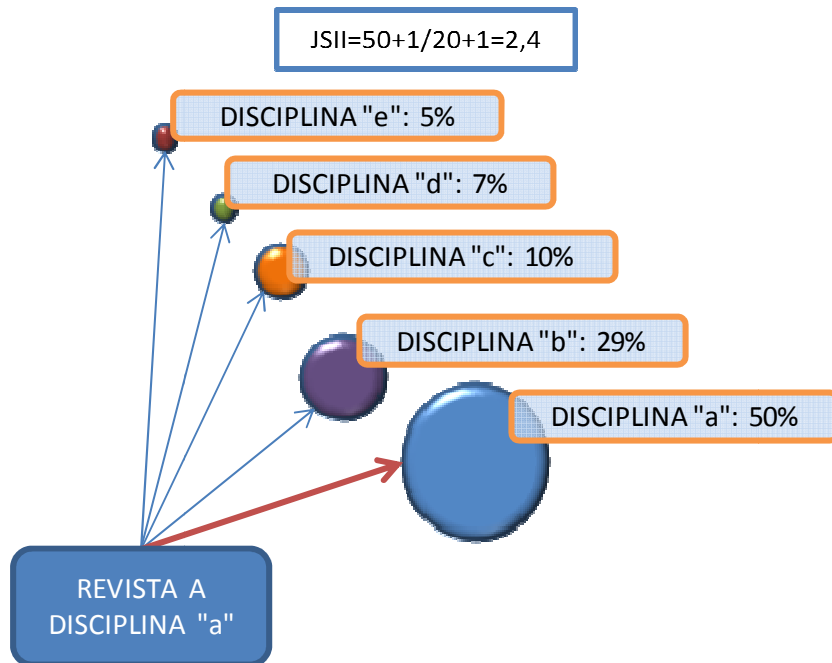 JSII=50+1/20+1=2,4
DISCIPLINA "e": 5%
DISCIPLINA "d": 7%
DISCIPLINA "c": 10%
DISCIPLINA "b": 29%
DISCIPLINA "a": 50%
REVISTA A
DISCIPLINA "a"